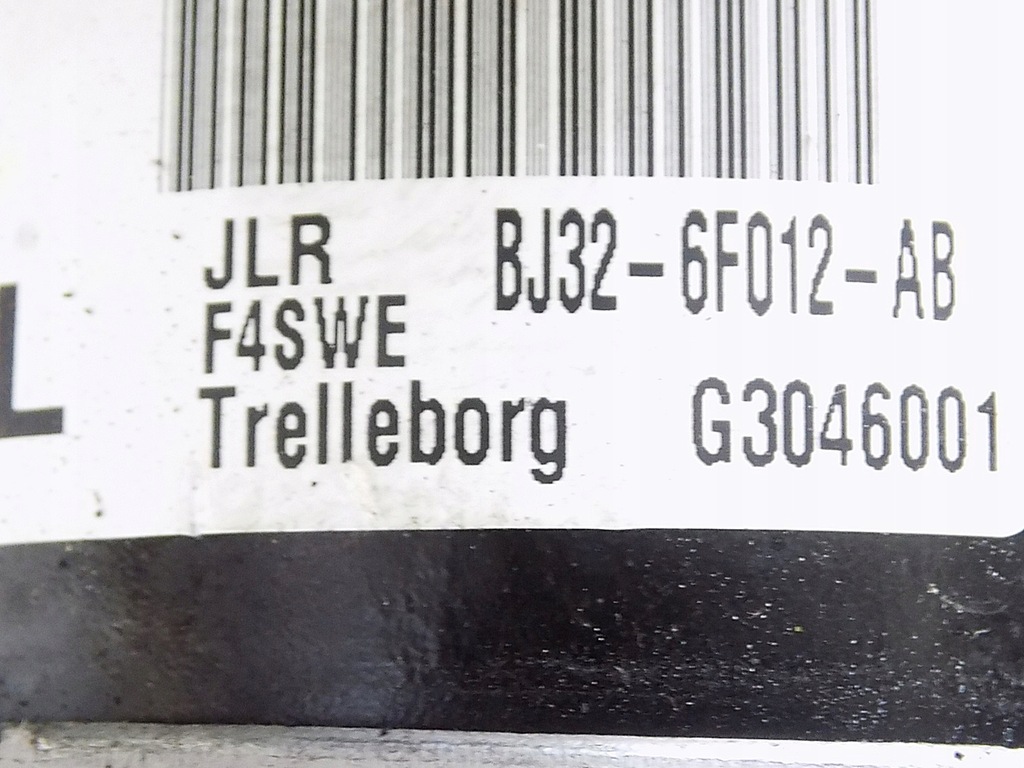 JLR BJ32-6F012-AB
F4SWE
Trelleborg G3046001
L